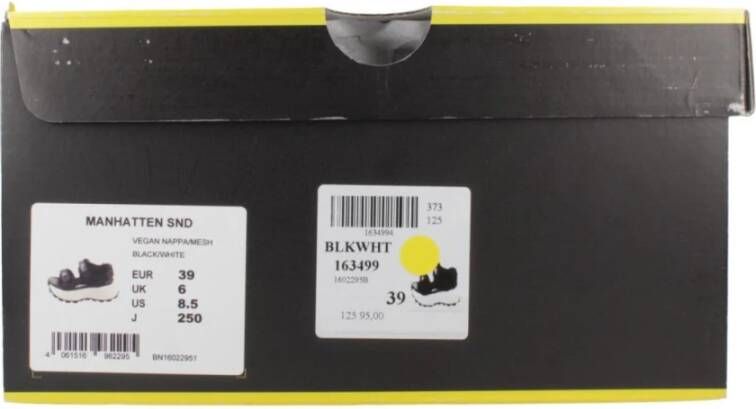 MANHATTEN SND
VEGAN NAPPA/MESH
BLACK/WHITE
EUR 39
UK 6
US 8.5
J 250
4 061516 962295 BN16022951
373
125
1634994
BLKWHT
163499
1602295B
39
125 95,00